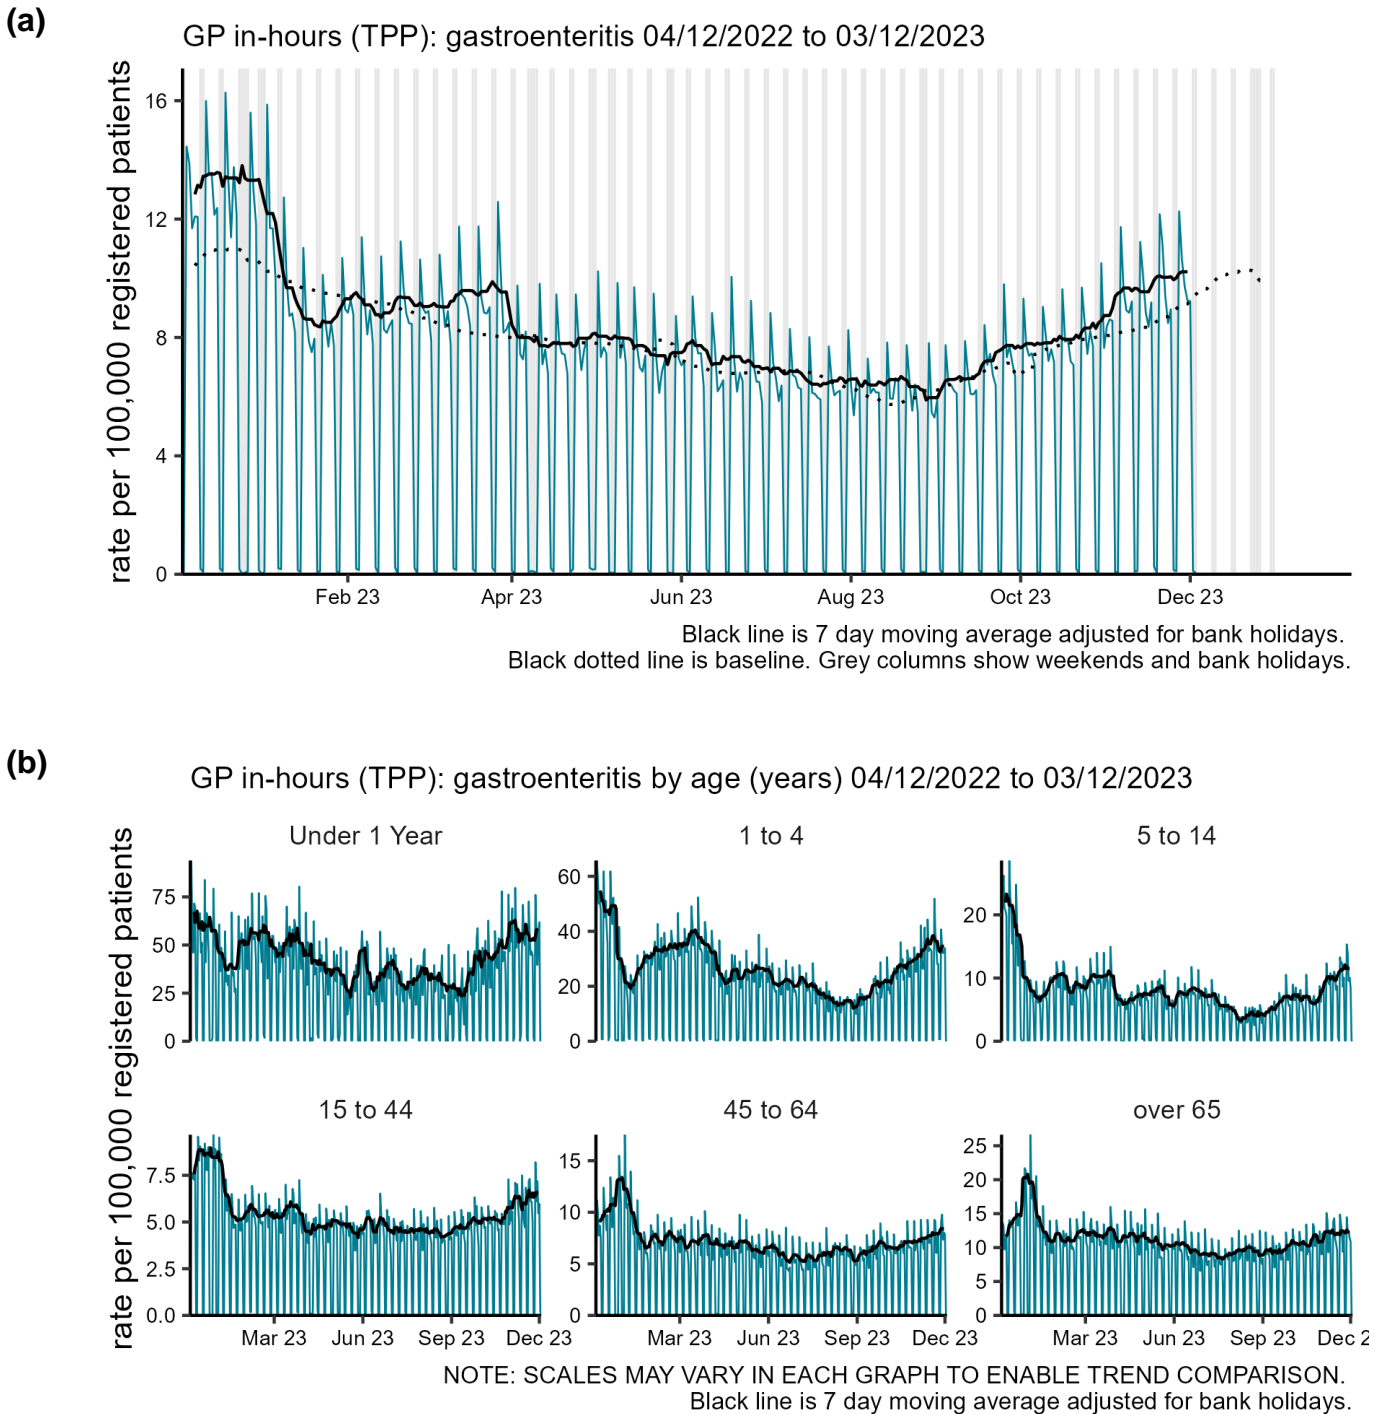 (a)
GP in-hours (TPP): gastroenteritis 04/12/2022 to 03/12/2023
rate per 100,000 registered patients
16
12
8
4
0
Feb 23 Apr 23 Jun 23 Aug 23 Oct 23 Dec 23
Black line is 7 day moving average adjusted for bank holidays.
Black dotted line is baseline. Grey columns show weekends and bank holidays.
(b)
GP in-hours (TPP): gastroenteritis by age (years) 04/12/2022 to 03/12/2023
rate per 100,000 registered patients
Under 1 Year
75
50
25
0
1 to 4
60
40
20
0
5 to 14
20
10
0
15 to 44
7.5
5.0
2.5
0.0
Mar 23 Jun 23 Sep 23 Dec 23
45 to 64
15
10
5
0
Mar 23 Jun 23 Sep 23 Dec 23
over 65
25
20
15
10
5
0
Mar 23 Jun 23 Sep 23 Dec 2
NOTE: SCALES MAY VARY IN EACH GRAPH TO ENABLE TREND COMPARISON.
Black line is 7 day moving average adjusted for bank holidays.